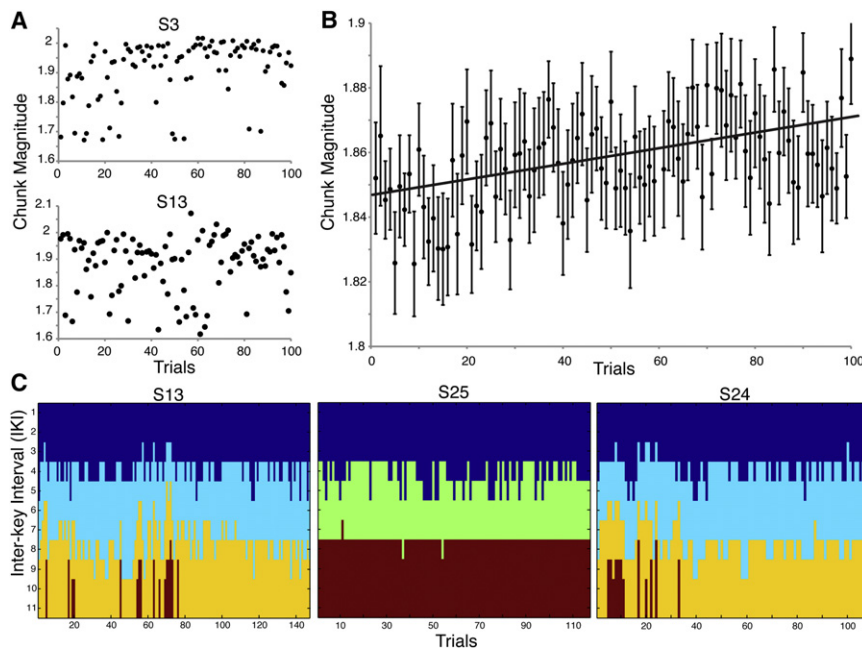 A
S3
Chunk Magnitude
2
1.9
1.8
1.7
1.6
0 20 40 60 80 100
Trials
S13
2.1
2
1.9
1.8
1.7
1.6
0 20 40 60 80 100
Trials
B
Chunk Magnitude
1.9
1.88
1.86
1.84
1.82
1.8
0 20 40 60 80 100
Trials
C
Inter-key Interval (IKI)
S13
1
2
3
4
5
6
7
8
9
10
11
20 40 60 80 100 120 140
S25
10 30 50 70 90 110
S24
20 40 60 80 100
Trials